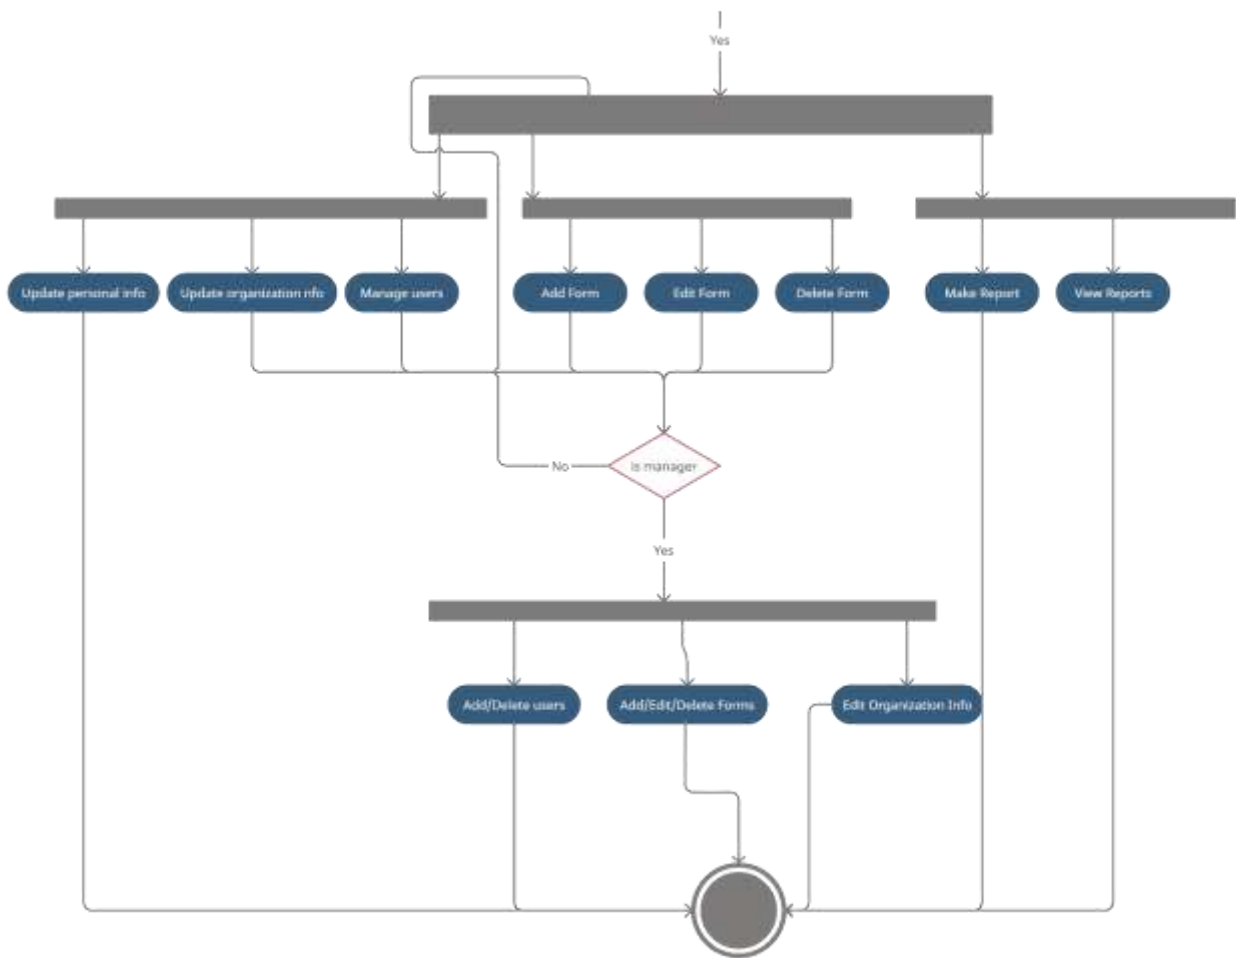 Yes
Update personal info
Update organization nfo
Manage users
Add Form
Edit Form
Delete Form
Make Report
View Reports
No
is manager
Yes
Add/Delete users
Add/Edit/Delete Forms
Edit Organization Info